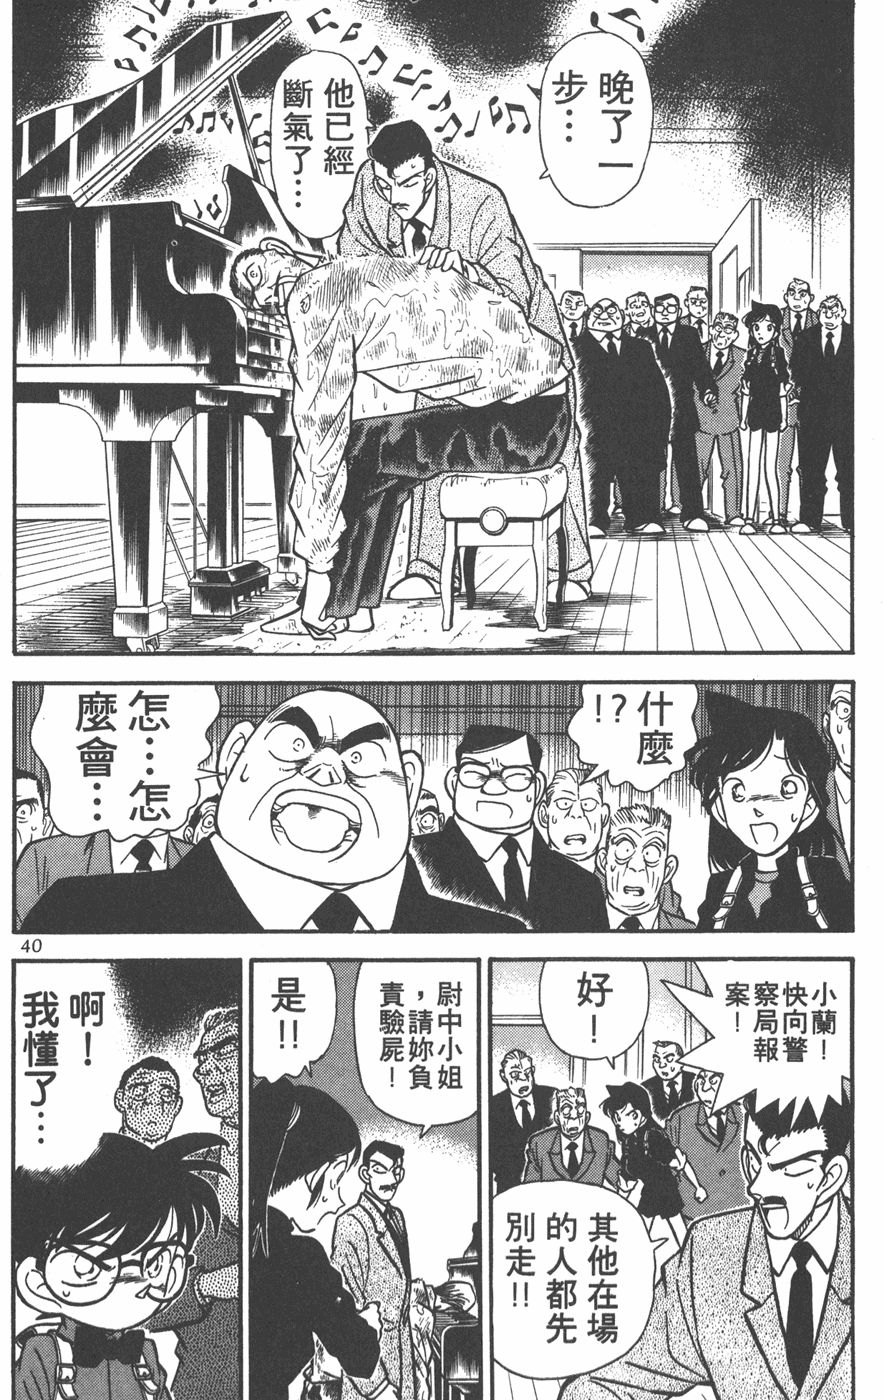 晚了一
步…
他已經
斷氣了…
什麼
!?
怎…怎
麼會…
40
小蘭!
快向警
察局報
案!
好!
其他在場
的人都先
別走!!
尉中小姐
,請妳負
責驗屍!
是!!
啊!
我懂了…